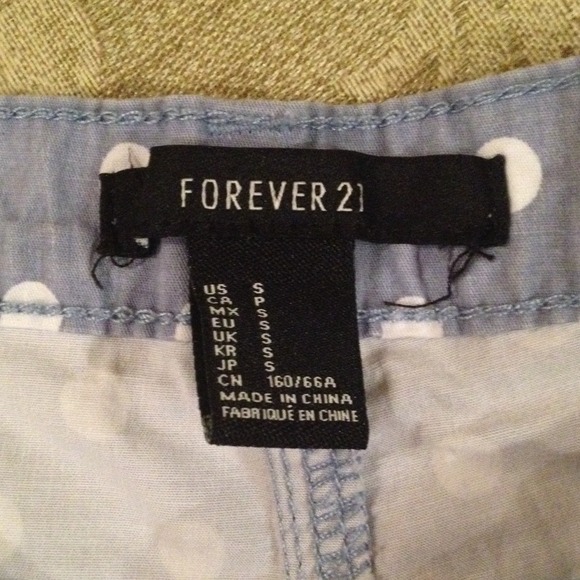 FOREVER 21
US S
CA P
MX S
EU S
UK S
KR S
JP S
CN 160/66A
MADE IN CHINA
FABRIQUÉ EN CHINE